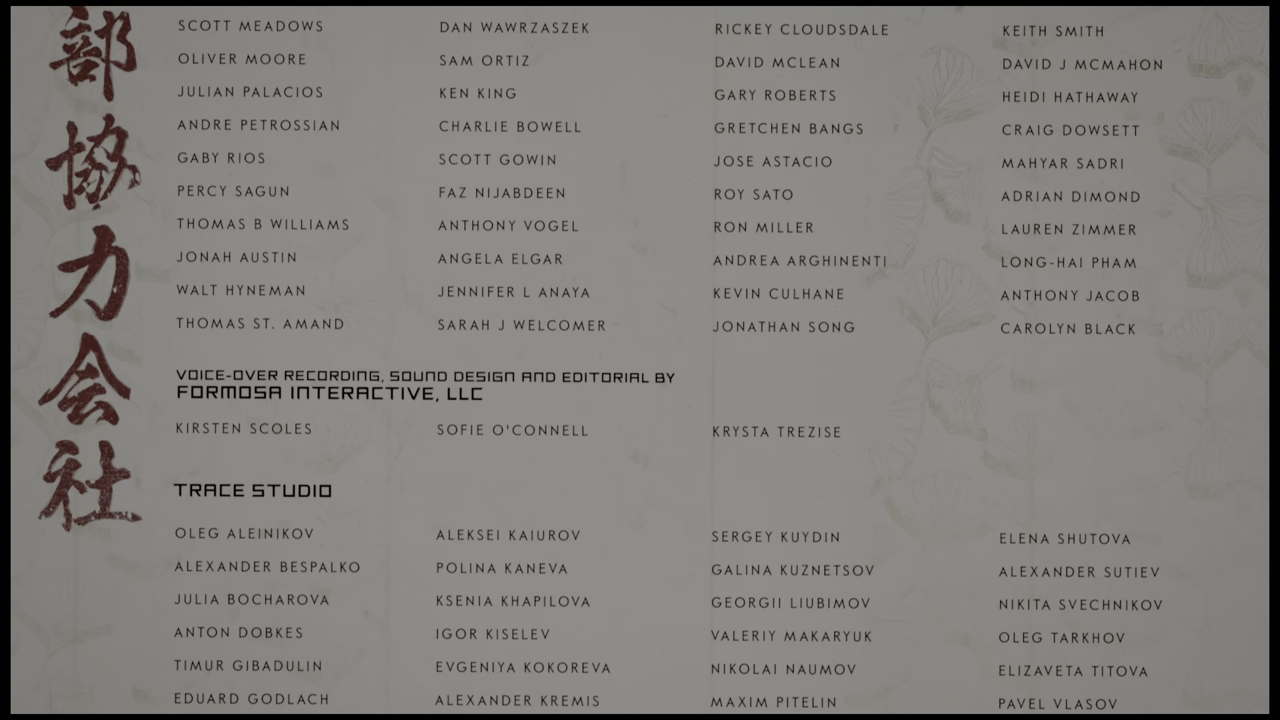 部協力会社
SCOTT MEADOWS DAN WAWRZASZEK RICKEY CLOUDSDALE KEITH SMITH
OLIVER MOORE SAM ORTIZ DAVID MCLEAN DAVID J MCMAHON
JULIAN PALACIOS KEN KING GARY ROBERTS HEIDI HATHAWAY
ANDRE PETROSSIAN CHARLIE BOWELL GRETCHEN BANGS CRAIG DOWSETT
GABY RIOS SCOTT GOWIN JOSE ASTACIO MAHYAR SADRI
PERCY SAGUN FAZ NIJABDEEN ROY SATO ADRIAN DIMOND
THOMAS B WILLIAMS ANTHONY VOGEL RON MILLER LAUREN ZIMMER
JONAH AUSTIN ANGELA ELGAR ANDREA ARGHINENTI LONG-HAI PHAM
WALT HYNEMAN JENNIFER L ANAYA KEVIN CULHANE ANTHONY JACOB
THOMAS ST. AMAND SARAH J WELCOMER JONATHAN SONG CAROLYN BLACK
VOICE-OVER RECORDING, SOUND DESIGN AND EDITORIAL BY
FORMOSA INTERACTIVE, LLC
KIRSTEN SCOLES SOFIE O'CONNELL KRYSTA TREZISE
TRACE STUDIO
OLEG ALEINIKOV ALEKSEI KAIUROV SERGEY KUYDIN ELENA SHUTOVA
ALEXANDER BESPALKO POLINA KANEVA GALINA KUZNETSOV ALEXANDER SUTIEV
JULIA BOCHAROVA KSENIA KHAPILOVA GEORGII LIUBIMOV NIKITA SVECHNIKOV
ANTON DOBKES IGOR KISELEV VALERIY MAKARYUK OLEG TARKHOV
TIMUR GIBADULIN EVGENIYA KOKOREVA NIKOLAI NAUMOV ELIZAVETA TITOVA
EDUARD GODLACH ALEXANDER KREMIS MAXIM PITELIN PAVEL VLASOV